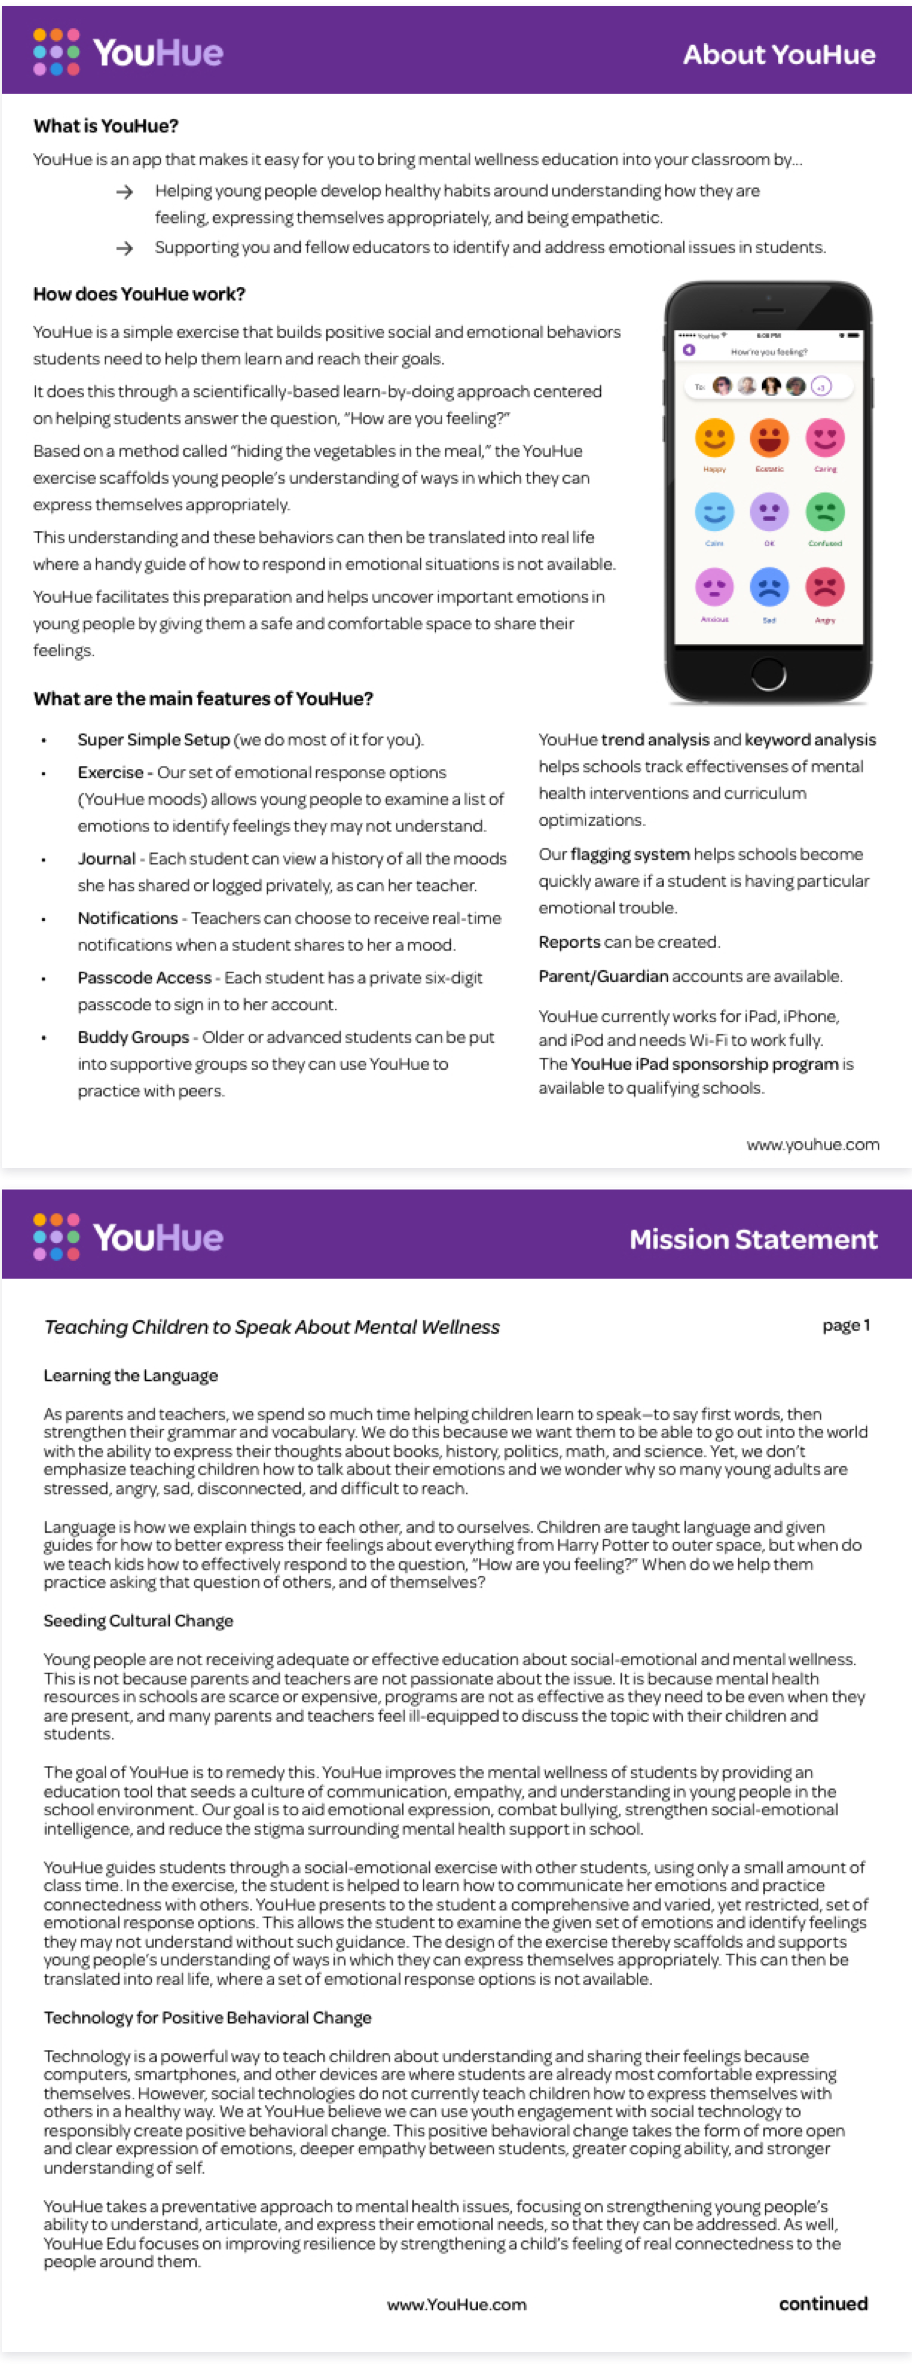 YouHue
About YouHue
What is YouHue?
YouHue is an app that makes it easy for you to bring mental wellness education into your classroom by...
→ Helping young people develop healthy habits around understanding how they are
feeling, expressing themselves appropriately, and being empathetic.
→ Supporting you and fellow educators to identify and address emotional issues in students.
How does YouHue work?
YouHue is a simple exercise that builds positive social and emotional behaviors
students need to help them learn and reach their goals.
It does this through a scientifically-based learn-by-doing approach centered
on helping students answer the question, "How are you feeling?"
Based on a method called "hiding the vegetables in the meal," the YouHue
exercise scaffolds young people's understanding of ways in which they can
express themselves appropriately.
This understanding and these behaviors can then be translated into real life
where a handy guide of how to respond in emotional situations is not available.
YouHue facilitates this preparation and helps uncover important emotions in
young people by giving them a safe and comfortable space to share their
feelings.
YouHue
5:08 PM
How're you feeling?
To:
+3
Happy
Ecstatic
Caring
Calm
OK
Confused
Anxious
Sad
Angry
What are the main features of YouHue?
• Super Simple Setup (we do most of it for you).
• Exercise - Our set of emotional response options
(YouHue moods) allows young people to examine a list of
emotions to identify feelings they may not understand.
• Journal - Each student can view a history of all the moods
she has shared or logged privately, as can her teacher.
• Notifications - Teachers can choose to receive real-time
notifications when a student shares to her a mood.
• Passcode Access - Each student has a private six-digit
passcode to sign in to her account.
• Buddy Groups - Older or advanced students can be put
into supportive groups so they can use YouHue to
practice with peers.
YouHue trend analysis and keyword analysis
helps schools track effectivenses of mental
health interventions and curriculum
optimizations.
Our flagging system helps schools become
quickly aware if a student is having particular
emotional trouble.
Reports can be created.
Parent/Guardian accounts are available.
YouHue currently works for iPad, iPhone,
and iPod and needs Wi-Fi to work fully.
The YouHue iPad sponsorship program is
available to qualifying schools.
www.youhue.com
YouHue
Mission Statement
Teaching Children to Speak About Mental Wellness
page 1
Learning the Language
As parents and teachers, we spend so much time helping children learn to speak—to say first words, then
strengthen their grammar and vocabulary. We do this because we want them to be able to go out into the world
with the ability to express their thoughts about books, history, politics, math, and science. Yet, we don't
emphasize teaching children how to talk about their emotions and we wonder why so many young adults are
stressed, angry, sad, disconnected, and difficult to reach.
Language is how we explain things to each other, and to ourselves. Children are taught language and given
guides for how to better express their feelings about everything from Harry Potter to outer space, but when do
we teach kids how to effectively respond to the question, "How are you feeling?" When do we help them
practice asking that question of others, and of themselves?
Seeding Cultural Change
Young people are not receiving adequate or effective education about social-emotional and mental wellness.
This is not because parents and teachers are not passionate about the issue. It is because mental health
resources in schools are scarce or expensive, programs are not as effective as they need to be even when they
are present, and many parents and teachers feel ill-equipped to discuss the topic with their children and
students.
The goal of YouHue is to remedy this. YouHue improves the mental wellness of students by providing an
education tool that seeds a culture of communication, empathy, and understanding in young people in the
school environment. Our goal is to aid emotional expression, combat bullying, strengthen social-emotional
intelligence, and reduce the stigma surrounding mental health support in school.
YouHue guides students through a social-emotional exercise with other students, using only a small amount of
class time. In the exercise, the student is helped to learn how to communicate her emotions and practice
connectedness with others. YouHue presents to the student a comprehensive and varied, yet restricted, set of
emotional response options. This allows the student to examine the given set of emotions and identify feelings
they may not understand without such guidance. The design of the exercise thereby scaffolds and supports
young people's understanding of ways in which they can express themselves appropriately. This can then be
translated into real life, where a set of emotional response options is not available.
Technology for Positive Behavioral Change
Technology is a powerful way to teach children about understanding and sharing their feelings because
computers, smartphones, and other devices are where students are already most comfortable expressing
themselves. However, social technologies do not currently teach children how to express themselves with
others in a healthy way. We at YouHue believe we can use youth engagement with social technology to
responsibly create positive behavioral change. This positive behavioral change takes the form of more open
and clear expression of emotions, deeper empathy between students, greater coping ability, and stronger
understanding of self.
YouHue takes a preventative approach to mental health issues, focusing on strengthening young people's
ability to understand, articulate, and express their emotional needs, so that they can be addressed. As well,
YouHue Edu focuses on improving resilience by strengthening a child's feeling of real connectedness to the
people around them.
www.YouHue.com
continued